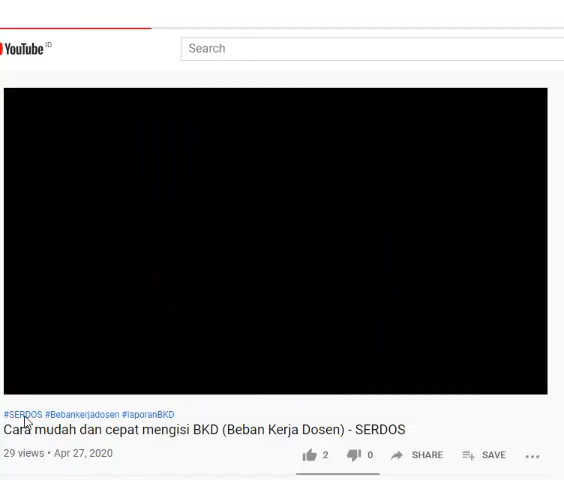 YouTube ID
Search
#SERDOS #Bebankerjadosen #laporanBKD
Cara mudah dan cepat mengisi BKD (Beban Kerja Dosen) - SERDOS
29 views • Apr 27, 2020
2 0 SHARE SAVE